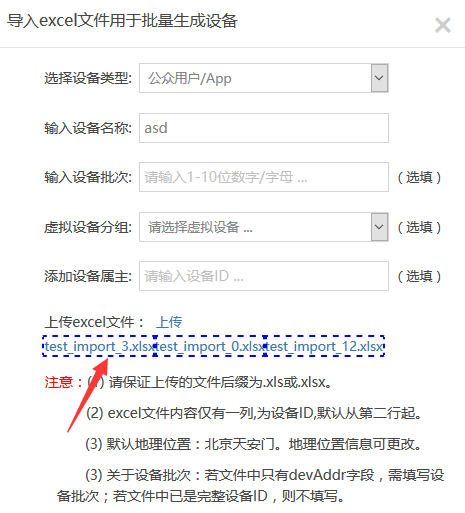 导入excel文件用于批量生成设备
选择设备类型: 公众用户/App
输入设备名称: asd
输入设备批次: 请输入1-10位数字/字母 ... （选填）
虚拟设备分组: 请选择虚拟设备 ... （选填）
添加设备属主: 请输入设备ID ... （选填）
上传excel文件： 上传
test_import_3.xlsx test_import_0.xlsx test_import_12.xlsx
注意：(1) 请保证上传的文件后缀为.xls或.xlsx。
(2) excel文件内容仅有一列,为设备ID,默认从第二行起。
(3) 默认地理位置：北京天安门。地理位置信息可更改。
(3) 关于设备批次：若文件中只有devAddr字段，需填写设
备批次；若文件中已是完整设备ID，则不填写。